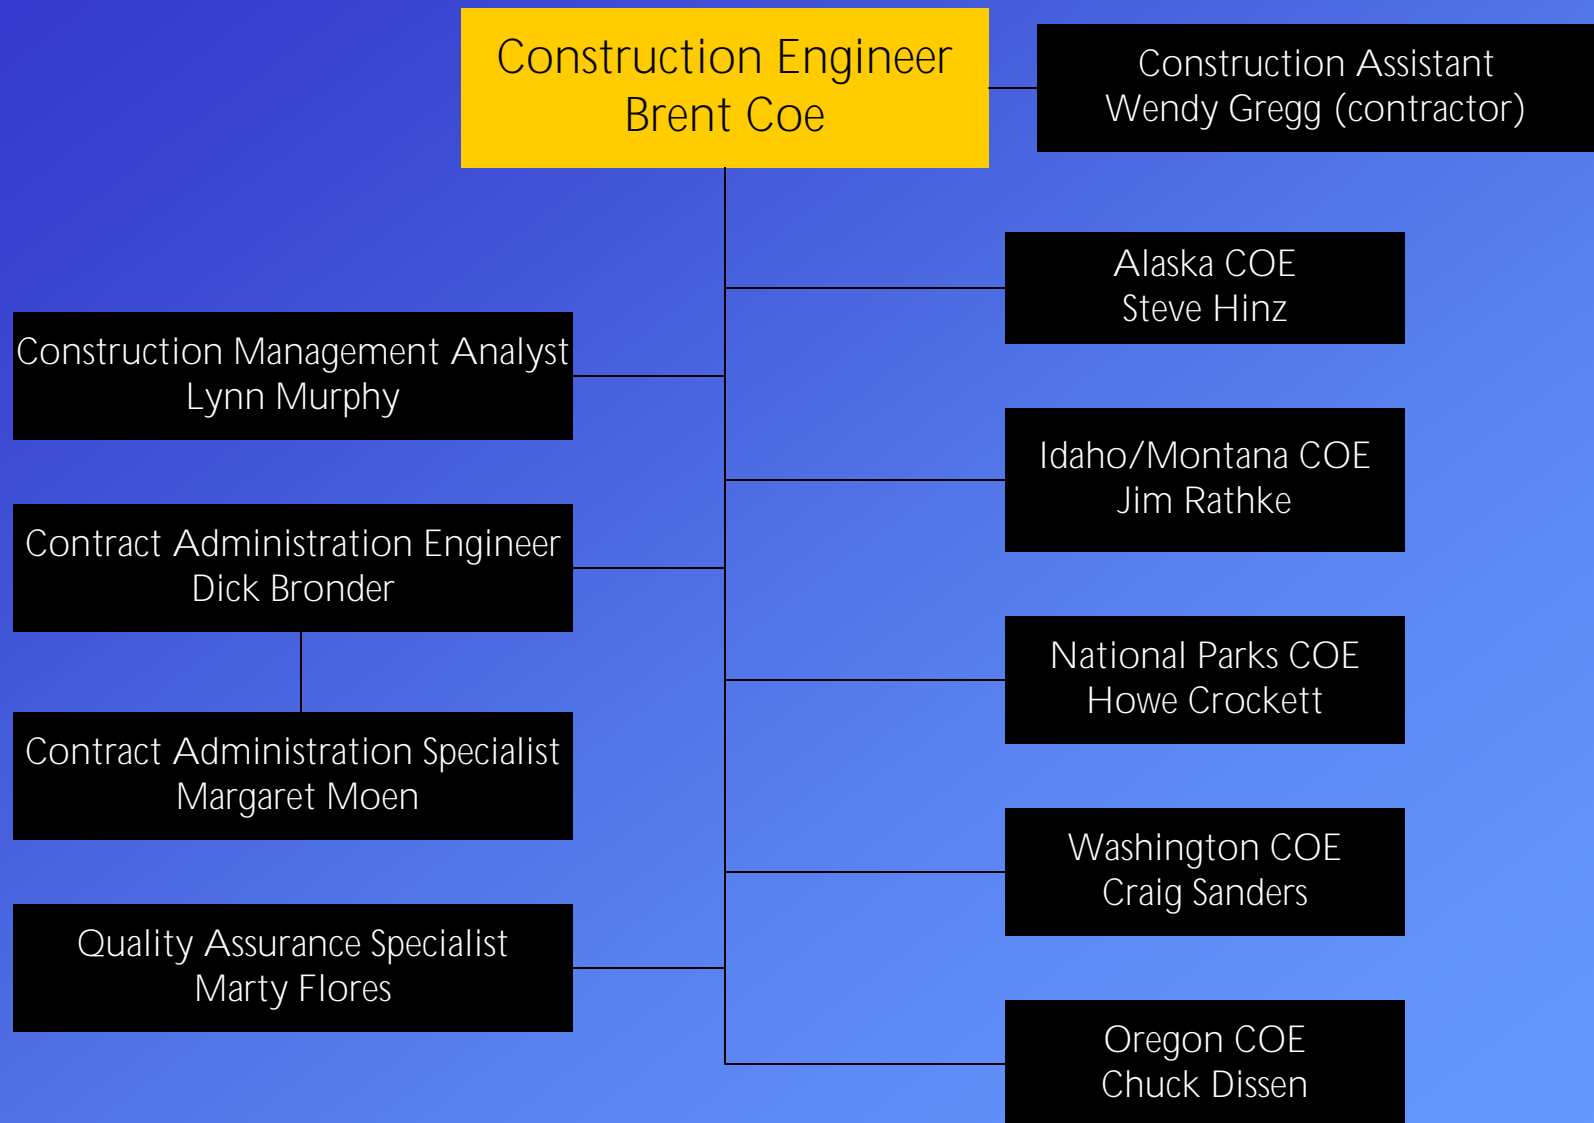 Construction Engineer
Brent Coe
Construction Assistant
Wendy Gregg (contractor)
Alaska COE
Steve Hinz
Construction Management Analyst
Lynn Murphy
Idaho/Montana COE
Jim Rathke
Contract Administration Engineer
Dick Bronder
National Parks COE
Howe Crockett
Contract Administration Specialist
Margaret Moen
Washington COE
Craig Sanders
Quality Assurance Specialist
Marty Flores
Oregon COE
Chuck Dissen